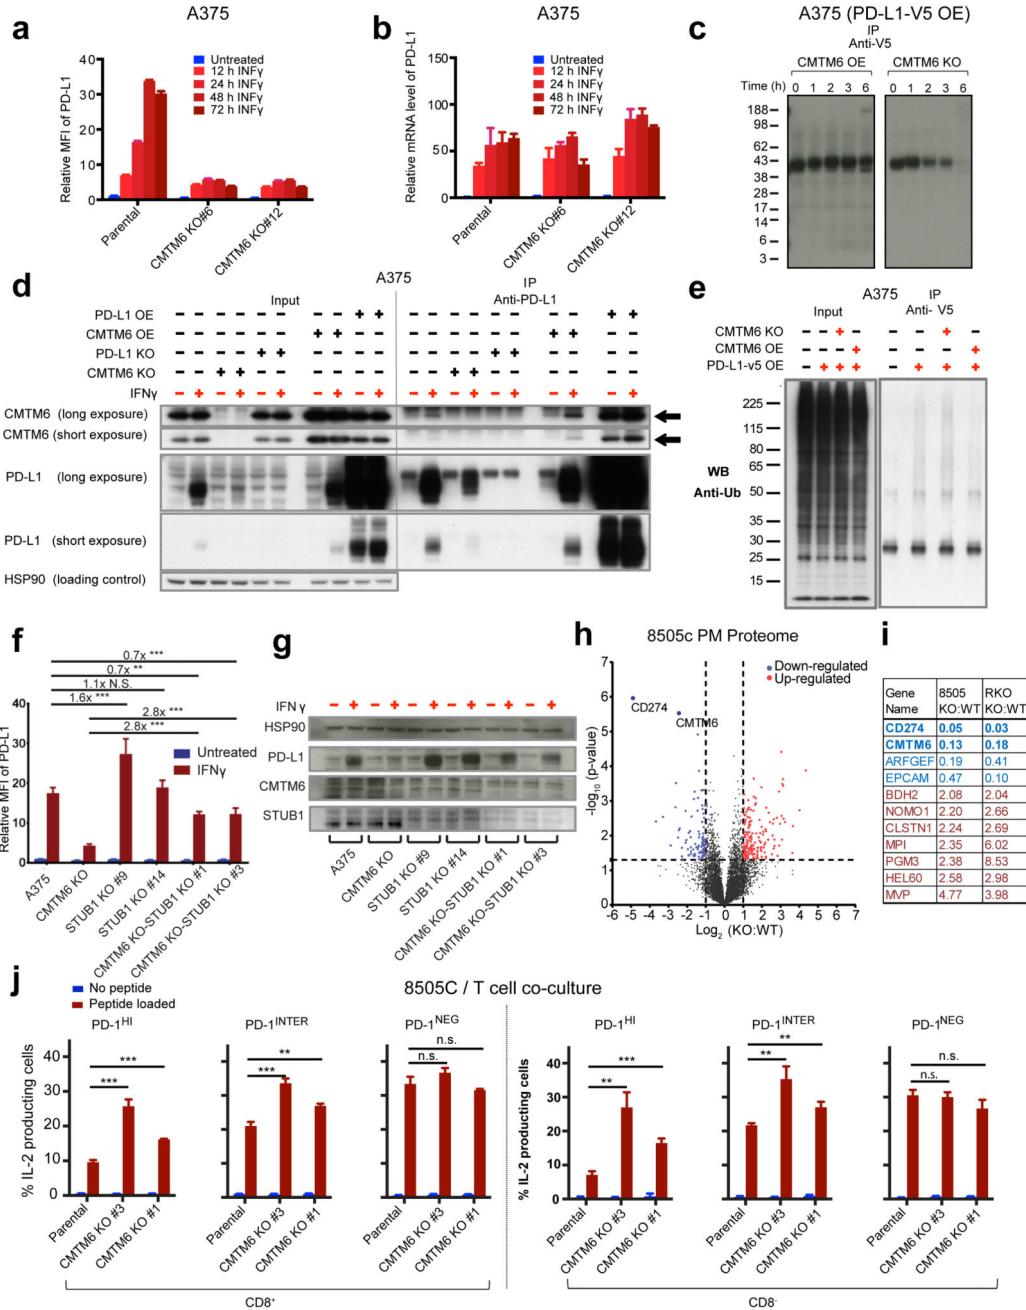 a
A375
Relative MFI of PD-L1
40
30
20
10
0
Untreated
12 h INFγ
24 h INFγ
48 h INFγ
72 h INFγ
Parental
CMTM6 KO#6
CMTM6 KO#12
b
A375
Relative mRNA level of PD-L1
150
100
50
0
Untreated
12 h INFγ
24 h INFγ
48 h INFγ
72 h INFγ
Parental
CMTM6 KO#6
CMTM6 KO#12
c
A375 (PD-L1-V5 OE)
IP
Anti-V5
CMTM6 OE CMTM6 KO
Time (h) 0 1 2 3 6 0 1 2 3 6
188
98
62
43
38
28
17
14
6
3
d
A375
Input
IP
Anti-PD-L1
PD-L1 OE − − − − − − − − + + − − − − − − − − + +
CMTM6 OE − − − − − − + + − − − − − − − − + + − −
PD-L1 KO − − − − + + − − − − − − − − + + − − − −
CMTM6 KO − − + + − − − − − − − − + + − − − − − −
IFNγ − + − + − + − + − + − + − + − + − + − +
CMTM6 (long exposure)
CMTM6 (short exposure)
PD-L1 (long exposure)
PD-L1 (short exposure)
HSP90 (loading control)
e
A375
Input
IP
Anti- V5
CMTM6 KO − − + − − − + −
CMTM6 OE − − − + − − − +
PD-L1-v5 OE − + + + − + + +
225
115
80
65
50
35
30
25
15
WB
Anti-Ub
f
0.7x ***
0.7x **
1.1x N.S.
1.6x ***
2.8x ***
2.8x ***
Relative MFI of PD-L1
40
30
20
10
0
Untreated
IFNγ
A375
CMTM6 KO
STUB1 KO #9
STUB1 KO #14
CMTM6 KO-STUB1 KO #1
CMTM6 KO-STUB1 KO #3
g
IFN γ − + − + − + − + − + − +
HSP90
PD-L1
CMTM6
STUB1
A375
CMTM6 KO
STUB1 KO #9
STUB1 KO #14
CMTM6 KO-STUB1 KO #1
CMTM6 KO-STUB1 KO #3
h
8505c PM Proteome
Down-regulated
Up-regulated
CD274
CMTM6
-log10 (p-value)
7
6
5
4
3
2
1
0
-6 -5 -4 -3 -2 -1 0 1 2 3 4 5 6 7
Log2 (KO:WT)
i
Gene Name 8505 KO:WT RKO KO:WT
CD274 0.05 0.03
CMTM6 0.13 0.18
ARFGEF 0.19 0.41
EPCAM 0.47 0.10
BDH2 2.08 2.04
NOMO1 2.20 2.66
CLSTN1 2.24 2.69
MPI 2.35 6.02
PGM3 2.38 8.53
HEL60 2.58 2.98
MVP 4.77 3.98
j
No peptide
Peptide loaded
8505C / T cell co-culture
PD-1HI
PD-1INTER
PD-1NEG
PD-1HI
PD-1INTER
PD-1NEG
% IL-2 producing cells
40
30
20
10
0
***
***
**
***
n.s.
n.s.
% IL-2 producing cells
40
30
20
10
0
***
**
**
**
n.s.
n.s.
Parental
CMTM6 KO #3
CMTM6 KO #1
Parental
CMTM6 KO #3
CMTM6 KO #1
Parental
CMTM6 KO #3
CMTM6 KO #1
Parental
CMTM6 KO #3
CMTM6 KO #1
Parental
CMTM6 KO #3
CMTM6 KO #1
Parental
CMTM6 KO #3
CMTM6 KO #1
CD8+
CD8-